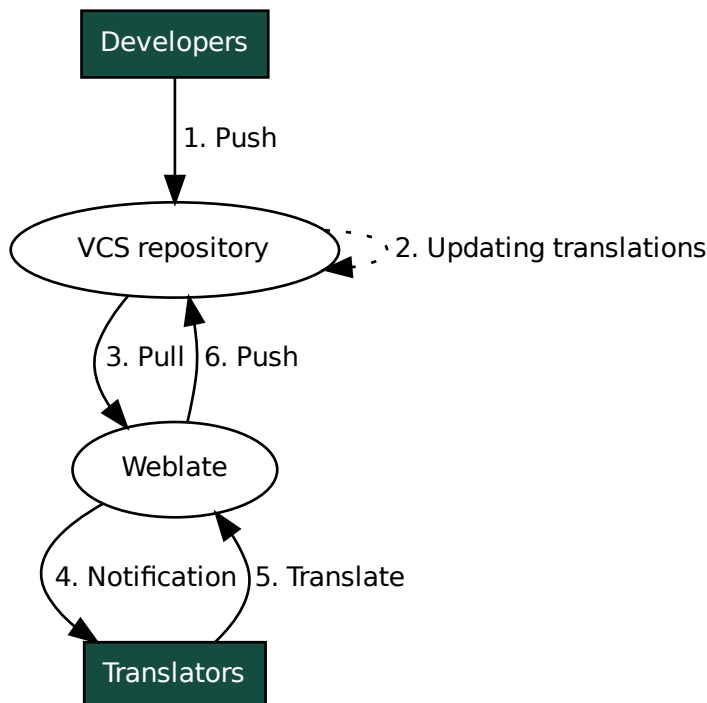 Developers
1. Push
VCS repository
2. Updating translations
3. Pull
6. Push
Weblate
4. Notification
5. Translate
Translators